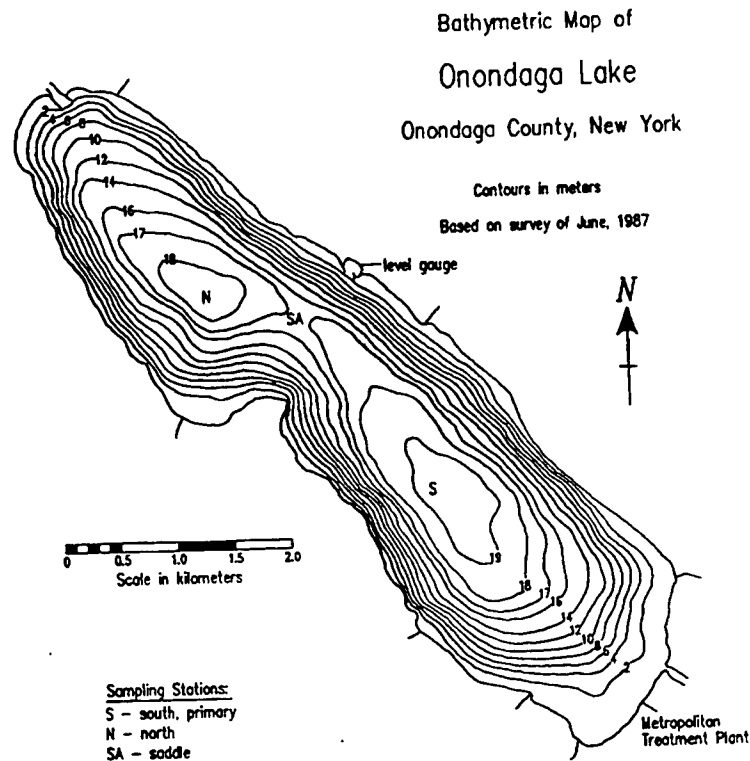 Bathymetric Map of
Onondaga Lake
Onondaga County, New York
Contours in meters
Based on survey of June, 1987
2
4 6 8
10
12
14
16
17
18
N
SA
level gauge
N
S
19
18
17
16
14
12
10
8
6
4
2
0 0.5 1.0 1.5 2.0
Scale in kilometers
Sampling Stations:
S - south, primary
N - north
SA - saddle
Metropolitan
Treatment Plant